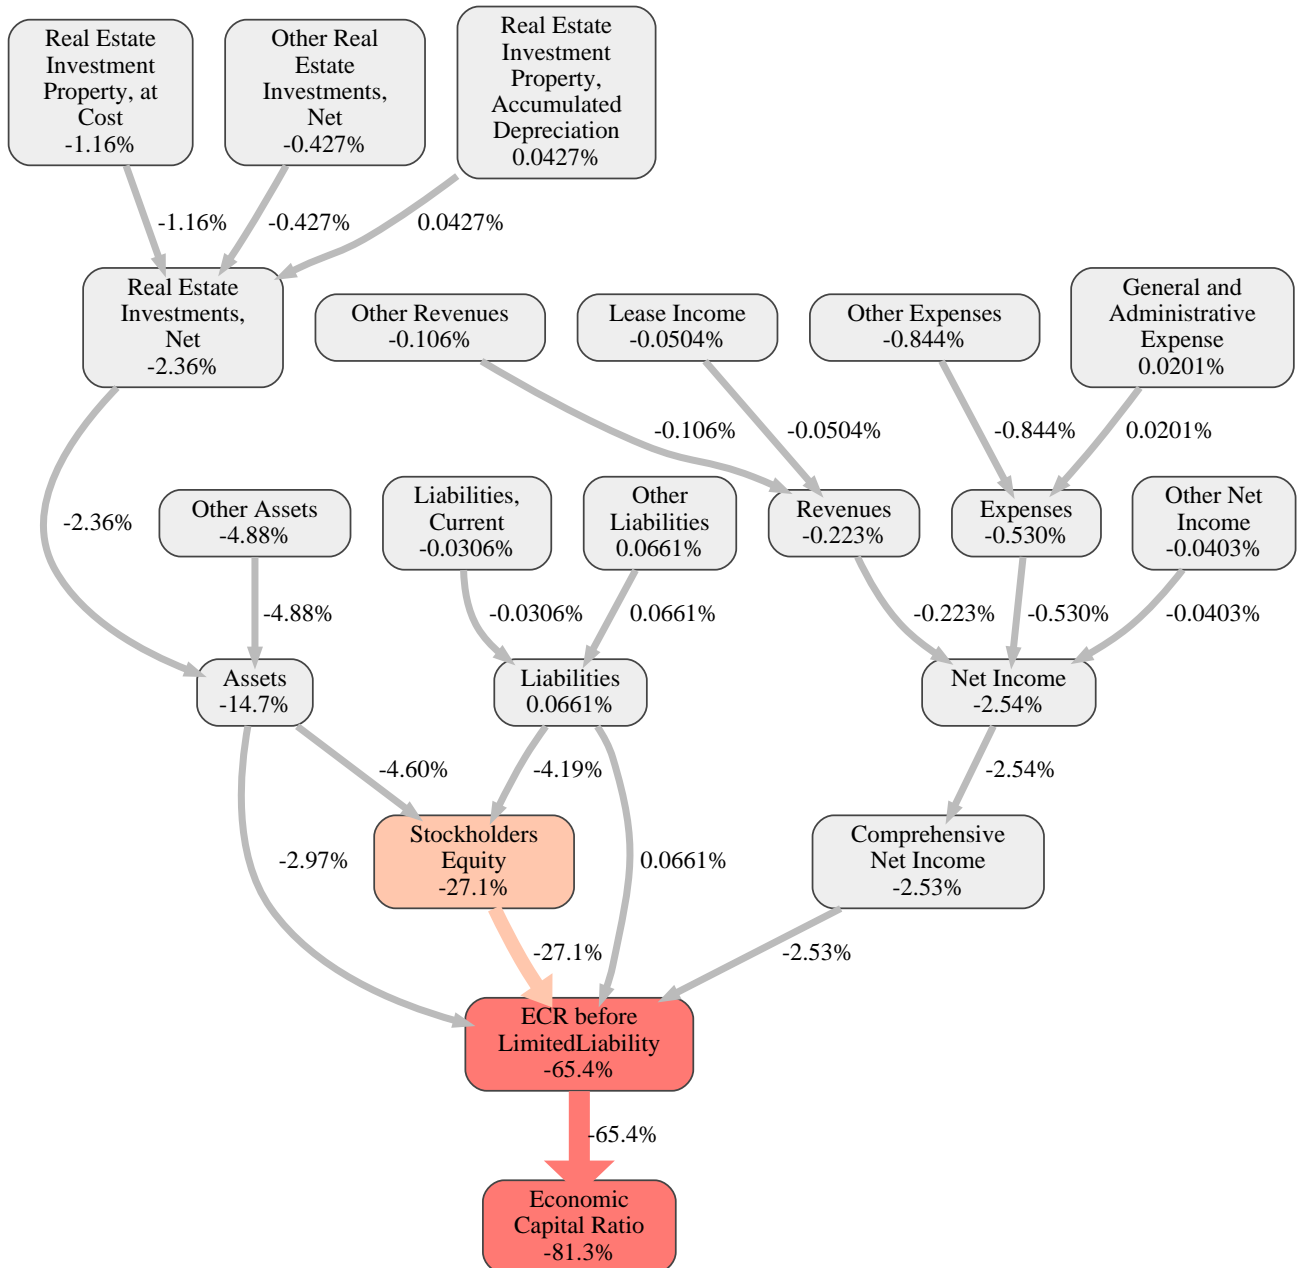 Real Estate
Investment
Property, at
Cost
-1.16%
Other Real
Estate
Investments,
Net
-0.427%
Real Estate
Investment
Property,
Accumulated
Depreciation
0.0427%
-1.16%
-0.427%
0.0427%
Real Estate
Investments,
Net
-2.36%
Other Revenues
-0.106%
Lease Income
-0.0504%
Other Expenses
-0.844%
General and
Administrative
Expense
0.0201%
-0.106%
-0.0504%
-0.844%
0.0201%
-2.36%
Other Assets
-4.88%
Liabilities,
Current
-0.0306%
Other
Liabilities
0.0661%
Revenues
-0.223%
Expenses
-0.530%
Other Net
Income
-0.0403%
-4.88%
-0.0306%
0.0661%
-0.223%
-0.530%
-0.0403%
Assets
-14.7%
Liabilities
0.0661%
Net Income
-2.54%
-4.60%
-4.19%
-2.54%
-2.97%
Stockholders
Equity
-27.1%
0.0661%
Comprehensive
Net Income
-2.53%
-27.1%
-2.53%
ECR before
LimitedLiability
-65.4%
-65.4%
Economic
Capital Ratio
-81.3%